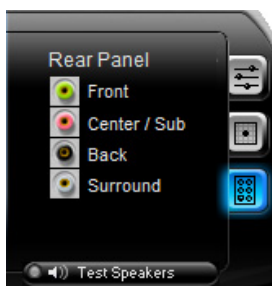 Rear Panel
Front
Center / Sub
Back
Surround
Test Speakers